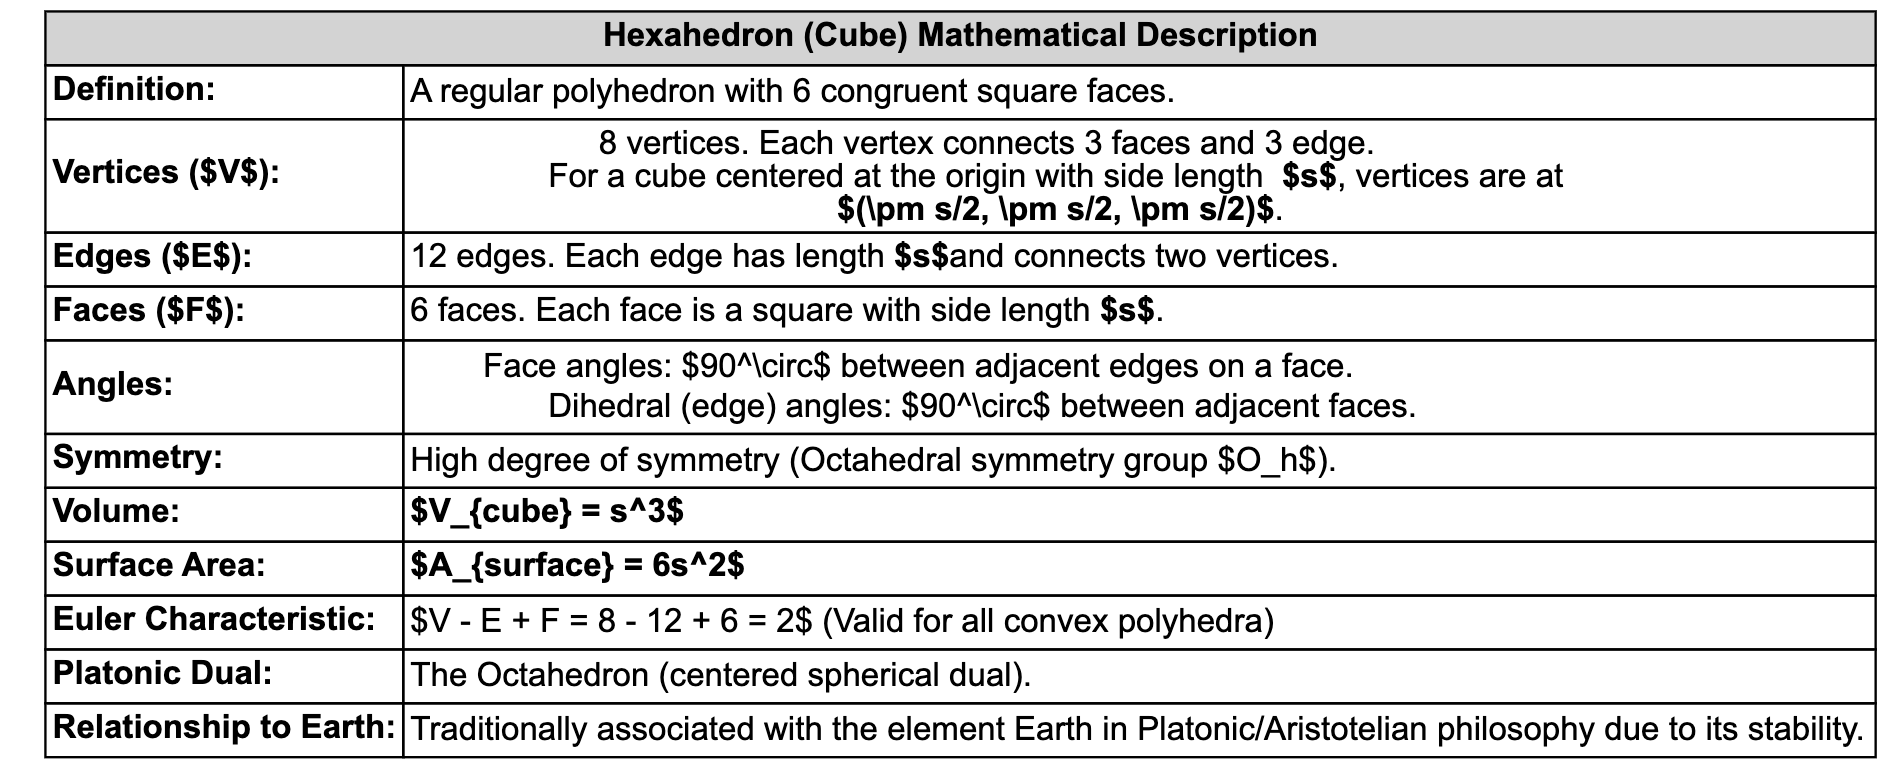 Hexahedron (Cube) Mathematical Description
Definition: A regular polyhedron with 6 congruent square faces.
Vertices ($V$): 8 vertices. Each vertex connects 3 faces and 3 edge.
For a cube centered at the origin with side length $s$, vertices are at
$(\pm s/2, \pm s/2, \pm s/2)$.
Edges ($E$): 12 edges. Each edge has length $s$and connects two vertices.
Faces ($F$): 6 faces. Each face is a square with side length $s$.
Angles: Face angles: $90^\circ$ between adjacent edges on a face.
Dihedral (edge) angles: $90^\circ$ between adjacent faces.
Symmetry: High degree of symmetry (Octahedral symmetry group $O_h$).
Volume: $V_{cube} = s^3$
Surface Area: $A_{surface} = 6s^2$
Euler Characteristic: $V - E + F = 8 - 12 + 6 = 2$ (Valid for all convex polyhedra)
Platonic Dual: The Octahedron (centered spherical dual).
Relationship to Earth: Traditionally associated with the element Earth in Platonic/Aristotelian philosophy due to its stability.